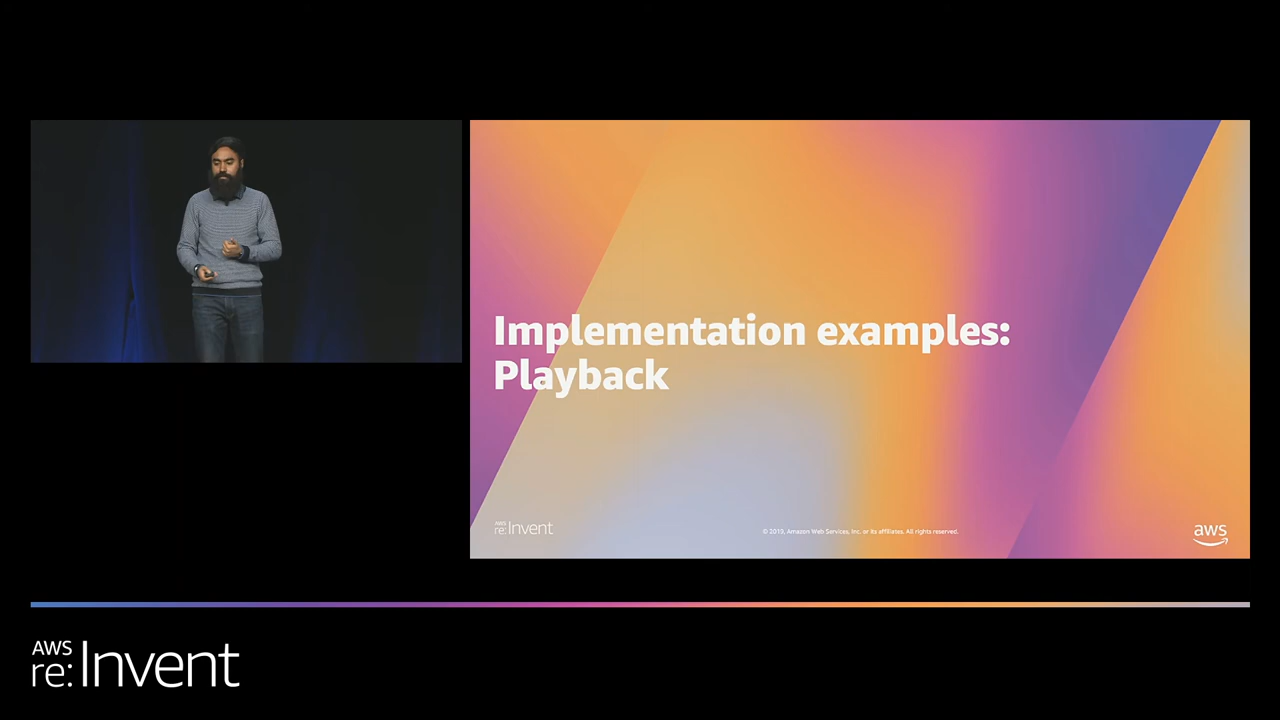 Implementation examples:
Playback
AWS
re:Invent
© 2019, Amazon Web Services, Inc. or its affiliates. All rights reserved.
aws
AWS
re:Invent